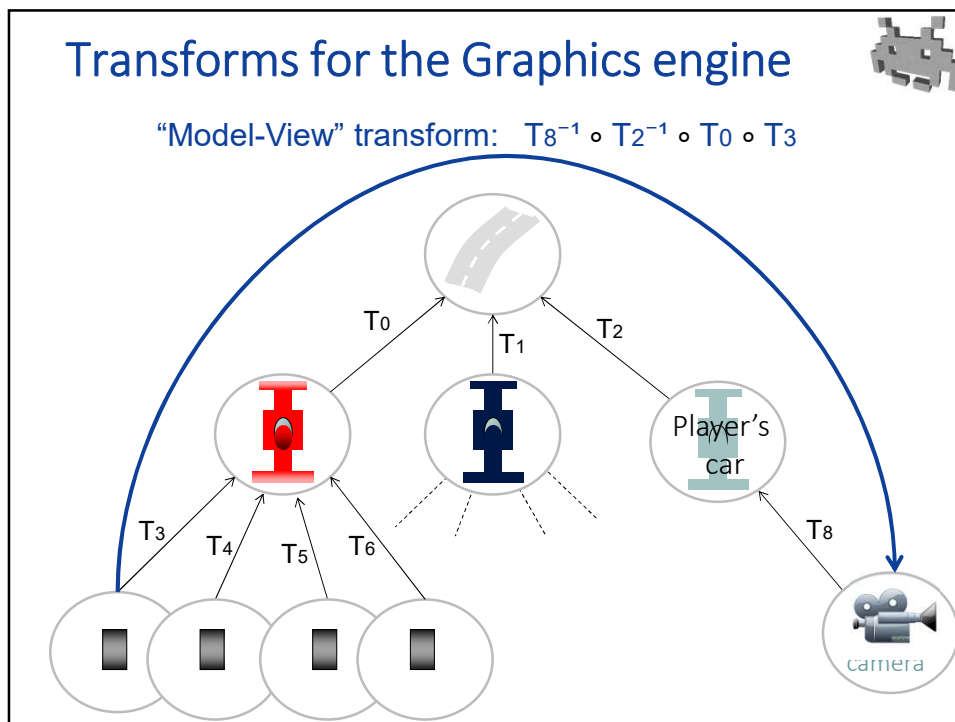 Transforms for the Graphics engine
“Model-View” transform: T8⁻¹ ∘ T2⁻¹ ∘ T0 ∘ T3
T0
T1
T2
Player’s
car
T3
T4
T5
T6
T8
camera